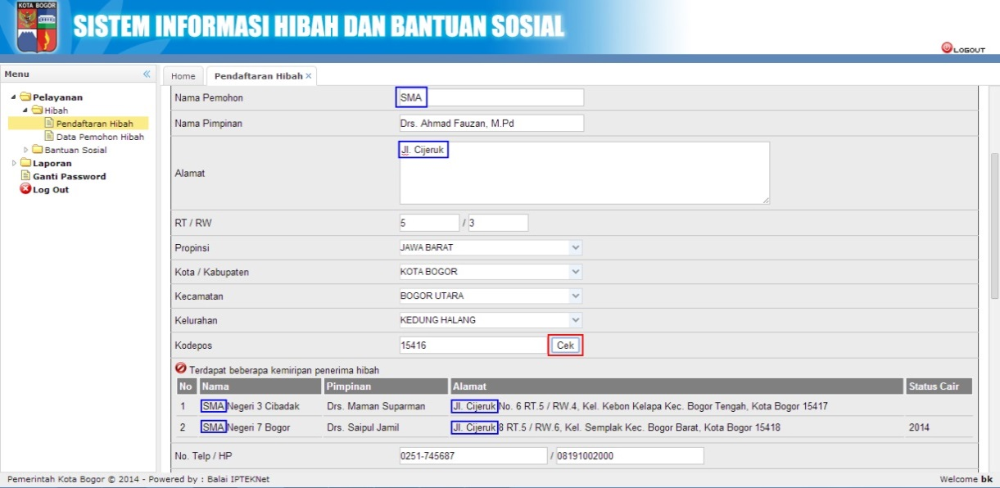 KOTA BOGOR
SISTEM INFORMASI HIBAH DAN BANTUAN SOSIAL
LOGOUT
Menu «
Home Pendaftaran Hibah ×
Pelayanan
Hibah
Pendaftaran Hibah
Data Pemohon Hibah
Bantuan Sosial
Laporan
Ganti Password
Log Out
Nama Pemohon SMA
Nama Pimpinan Drs. Ahmad Fauzan, M.Pd
Alamat Jl. Cijeruk
RT / RW 5 / 3
Propinsi JAWA BARAT
Kota / Kabupaten KOTA BOGOR
Kecamatan BOGOR UTARA
Kelurahan KEDUNG HALANG
Kodepos 15416 Cek
Terdapat beberapa kemiripan penerima hibah
No Nama Pimpinan Alamat Status Cair
1 SMA Negeri 3 Cibadak Drs. Maman Suparman Jl. Cijeruk No. 6 RT.5 / RW.4, Kel. Kebon Kelapa Kec. Bogor Tengah, Kota Bogor 15417
2 SMA Negeri 7 Bogor Drs. Saipul Jamil Jl. Cijeruk 8 RT.5 / RW.6, Kel. Semplak Kec. Bogor Barat, Kota Bogor 15418 2014
No. Telp / HP 0251-745687 / 08191002000
Pemerintah Kota Bogor © 2014 - Powered by : Balai IPTEKNet Welcome bk